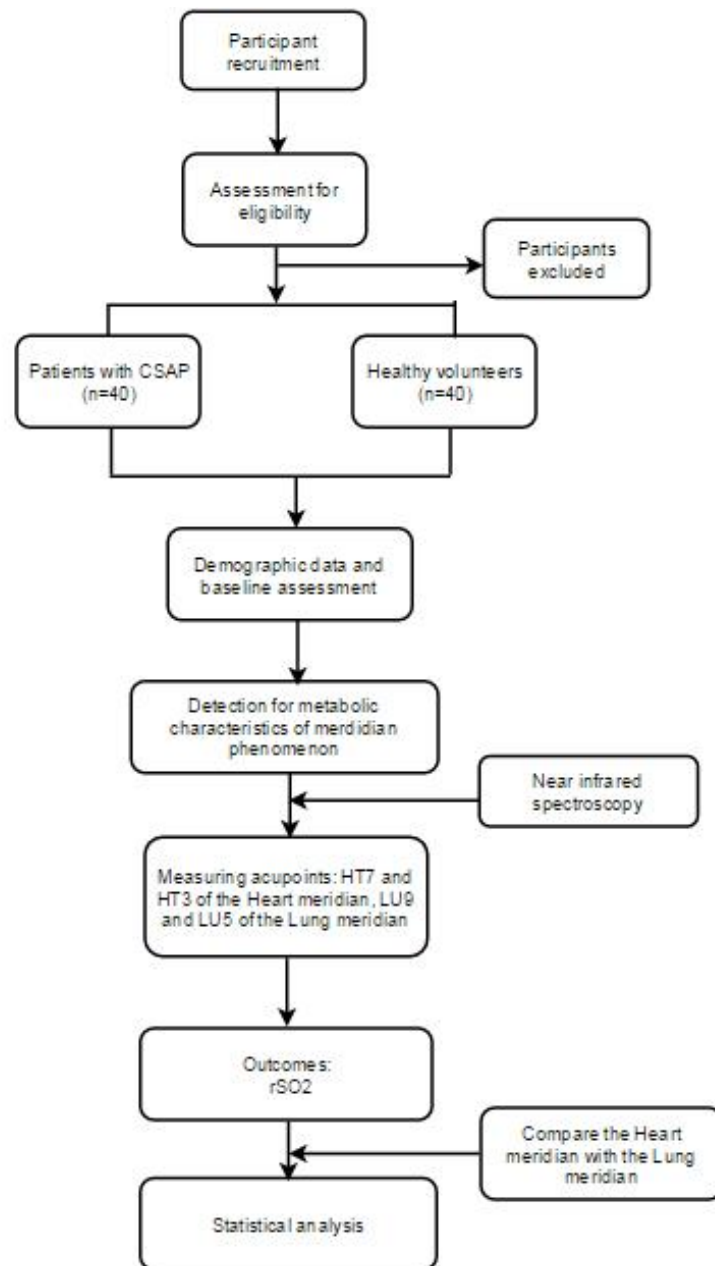 Participant
recruitment
Assessment for
eligibility
Participants
excluded
Patients with CSAP
(n=40)
Healthy volunteers
(n=40)
Demographic data and
baseline assessment
Detection for metabolic
characteristics of merdidian
phenomenon
Near infrared
spectroscopy
Measuring acupoints: HT7 and
HT3 of the Heart meridian, LU9
and LU5 of the Lung meridian
Outcomes:
rSO2
Compare the Heart
meridian with the Lung
meridian
Statistical analysis